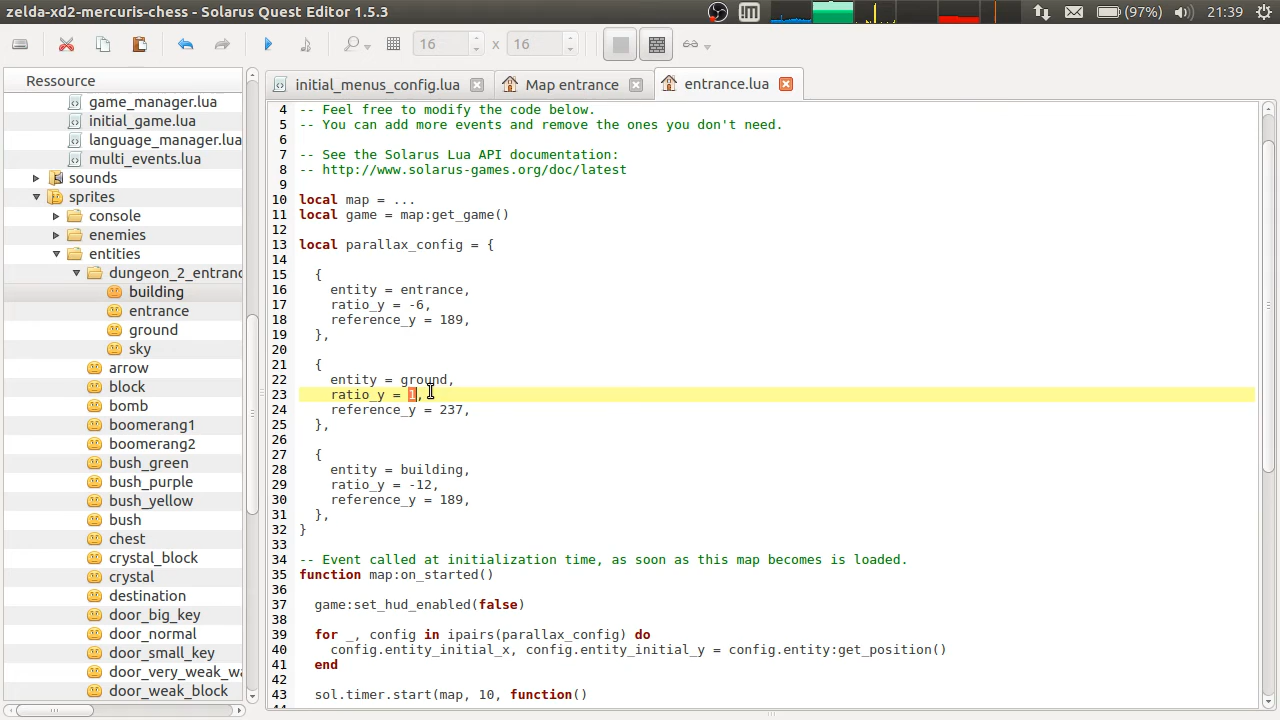 zelda-xd2-mercuris-chess - Solarus Quest Editor 1.5.3
(97%)
21:39
16
x
16
Ressource
game_manager.lua
initial_game.lua
language_manager.lua
multi_events.lua
sounds
sprites
console
enemies
entities
dungeon_2_entranc
building
entrance
ground
sky
arrow
block
bomb
boomerang1
boomerang2
bush_green
bush_purple
bush_yellow
bush
chest
crystal_block
crystal
destination
door_big_key
door_normal
door_small_key
door_very_weak_wa
door_weak_block
initial_menus_config.lua
Map entrance
entrance.lua
4 -- Feel free to modify the code below.
5 -- You can add more events and remove the ones you don't need.
6
7 -- See the Solarus Lua API documentation:
8 -- http://www.solarus-games.org/doc/latest
9
10 local map = ...
11 local game = map:get_game()
12
13 local parallax_config = {
14
15 {
16 entity = entrance,
17 ratio_y = -6,
18 reference_y = 189,
19 },
20
21 {
22 entity = ground,
23 ratio_y = 1,
24 reference_y = 237,
25 },
26
27 {
28 entity = building,
29 ratio_y = -12,
30 reference_y = 189,
31 },
32 }
33
34 -- Event called at initialization time, as soon as this map becomes is loaded.
35 function map:on_started()
36
37 game:set_hud_enabled(false)
38
39 for _, config in ipairs(parallax_config) do
40 config.entity_initial_x, config.entity_initial_y = config.entity:get_position()
41 end
42
43 sol.timer.start(map, 10, function()